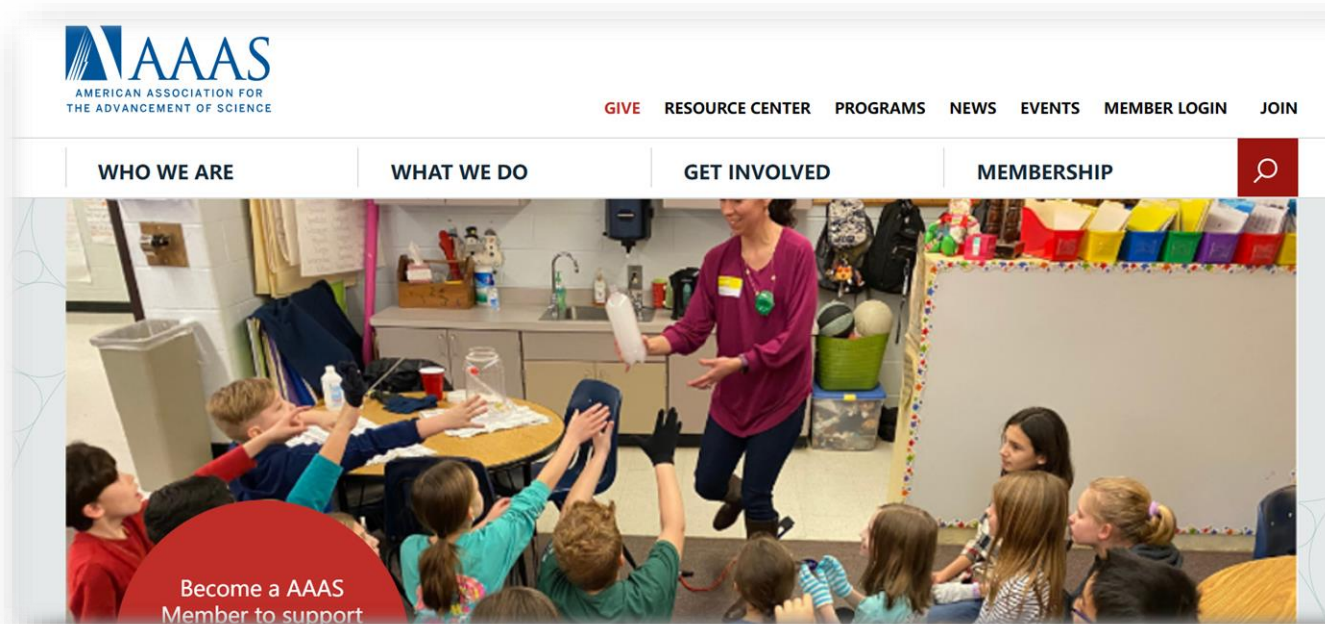 AAAS
AMERICAN ASSOCIATION FOR
THE ADVANCEMENT OF SCIENCE
GIVE RESOURCE CENTER PROGRAMS NEWS EVENTS MEMBER LOGIN JOIN
WHO WE ARE WHAT WE DO GET INVOLVED MEMBERSHIP
Become a AAAS
Member to support